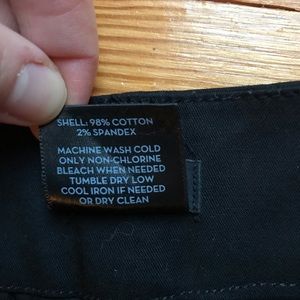 SHELL: 98% COTTON
2% SPANDEX
MACHINE WASH COLD
ONLY NON-CHLORINE
BLEACH WHEN NEEDED
TUMBLE DRY LOW
COOL IRON IF NEEDED
OR DRY CLEAN